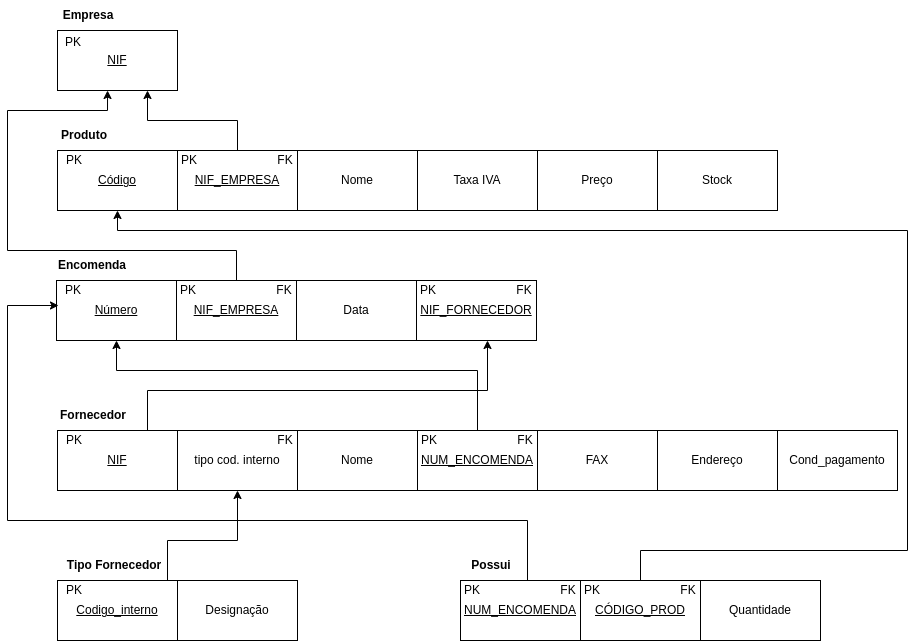 Empresa
PK
NIF
Produto
PK PK FK
Código NIF_EMPRESA Nome Taxa IVA Preço Stock
Encomenda
PK PK FK PK FK
Número NIF_EMPRESA Data NIF_FORNECEDOR
Fornecedor
PK FK PK FK
NIF tipo cod. interno Nome NUM_ENCOMENDA FAX Endereço Cond_pagamento
Tipo Fornecedor
PK
Codigo_interno Designação
Possui
PK FK PK FK
NUM_ENCOMENDA CÓDIGO_PROD Quantidade